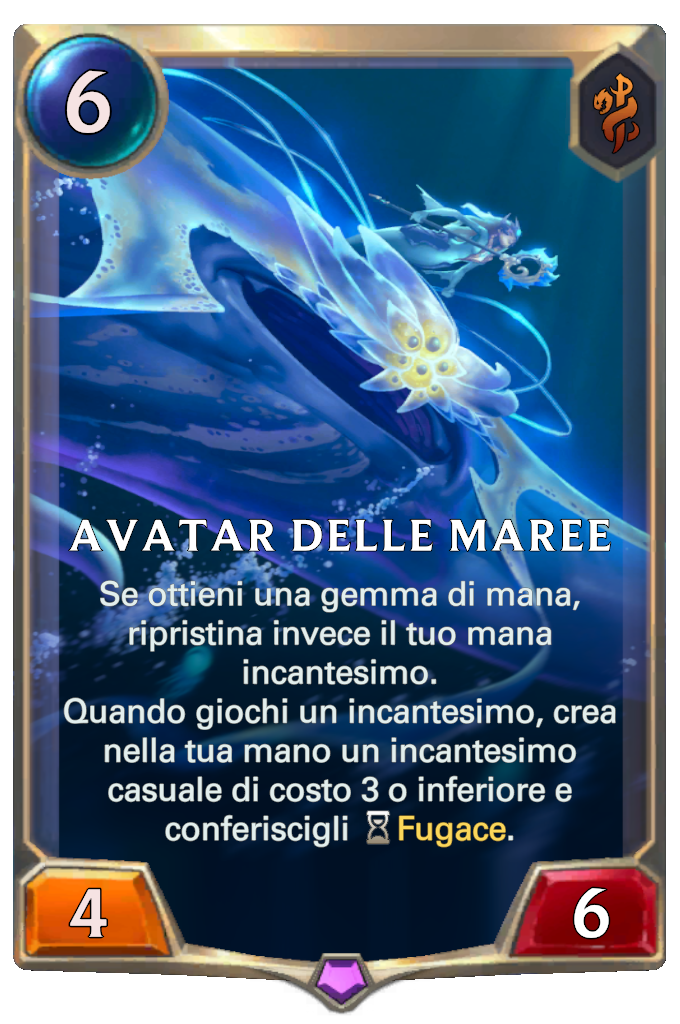 6
AVATAR DELLE MAREE
Se ottieni una gemma di mana,
ripristina invece il tuo mana
incantesimo.
Quando giochi un incantesimo, crea
nella tua mano un incantesimo
casuale di costo 3 o inferiore e
conferiscigli Fugace.
4
6